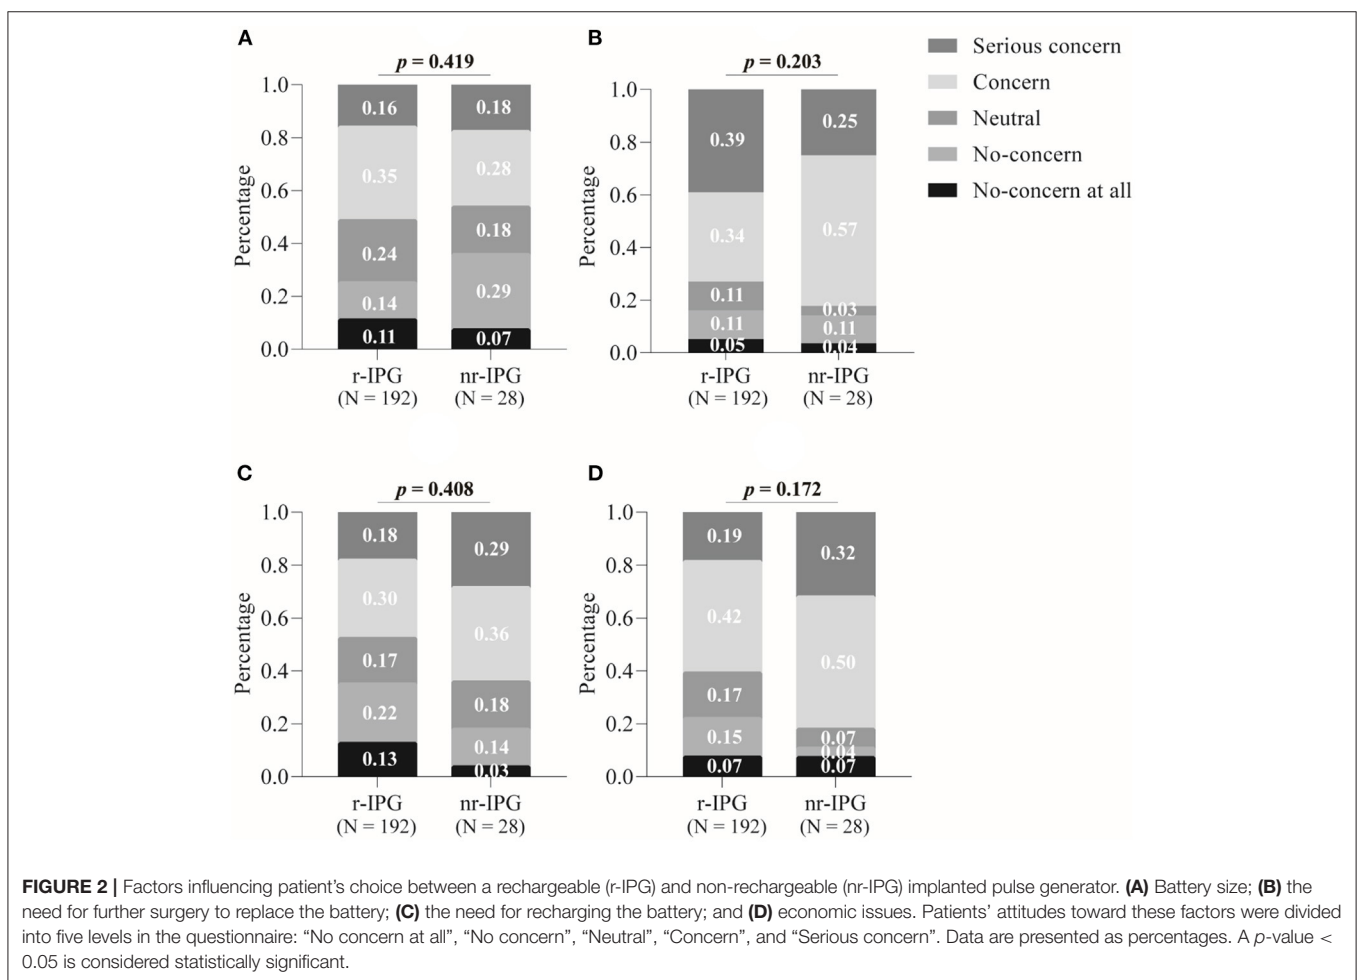 A
p = 0.419
1.0
0.8
0.6
0.4
0.2
0.0
Percentage
0.16
0.35
0.24
0.14
0.11
0.18
0.28
0.18
0.29
0.07
r-IPG
(N = 192)
nr-IPG
(N = 28)
B
p = 0.203
1.0
0.8
0.6
0.4
0.2
0.0
Percentage
0.39
0.34
0.11
0.11
0.05
0.25
0.57
0.03
0.11
0.04
r-IPG
(N = 192)
nr-IPG
(N = 28)
Serious concern
Concern
Neutral
No-concern
No-concern at all
C
p = 0.408
1.0
0.8
0.6
0.4
0.2
0.0
Percentage
0.18
0.30
0.17
0.22
0.13
0.29
0.36
0.18
0.14
0.03
r-IPG
(N = 192)
nr-IPG
(N = 28)
D
p = 0.172
1.0
0.8
0.6
0.4
0.2
0.0
Percentage
0.19
0.42
0.17
0.15
0.07
0.32
0.50
0.07
0.04
0.07
r-IPG
(N = 192)
nr-IPG
(N = 28)
FIGURE 2 | Factors influencing patient's choice between a rechargeable (r-IPG) and non-rechargeable (nr-IPG) implanted pulse generator. (A) Battery size; (B) the
need for further surgery to replace the battery; (C) the need for recharging the battery; and (D) economic issues. Patients' attitudes toward these factors were divided
into five levels in the questionnaire: "No concern at all", "No concern", "Neutral", "Concern", and "Serious concern". Data are presented as percentages. A p-value <
0.05 is considered statistically significant.